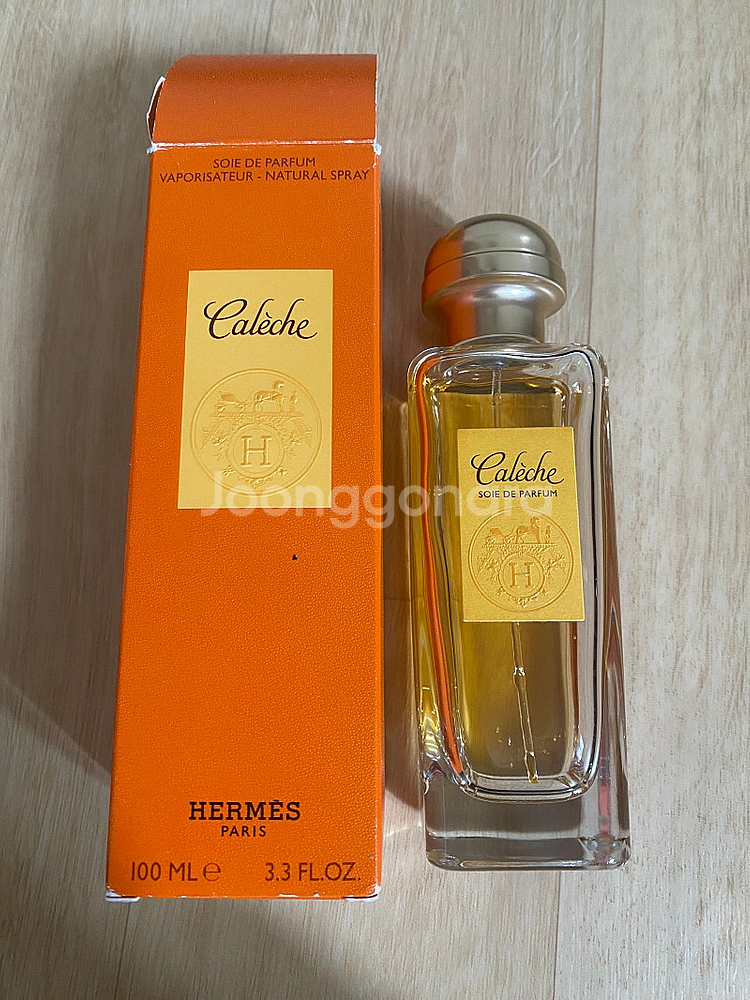 SOIE DE PARFUM
VAPORISATEUR - NATURAL SPRAY
Calèche
H
HERMÈS
PARIS
100 ML e
3.3 FL.OZ.
Calèche
SOIE DE PARFUM
H
Joonggonara